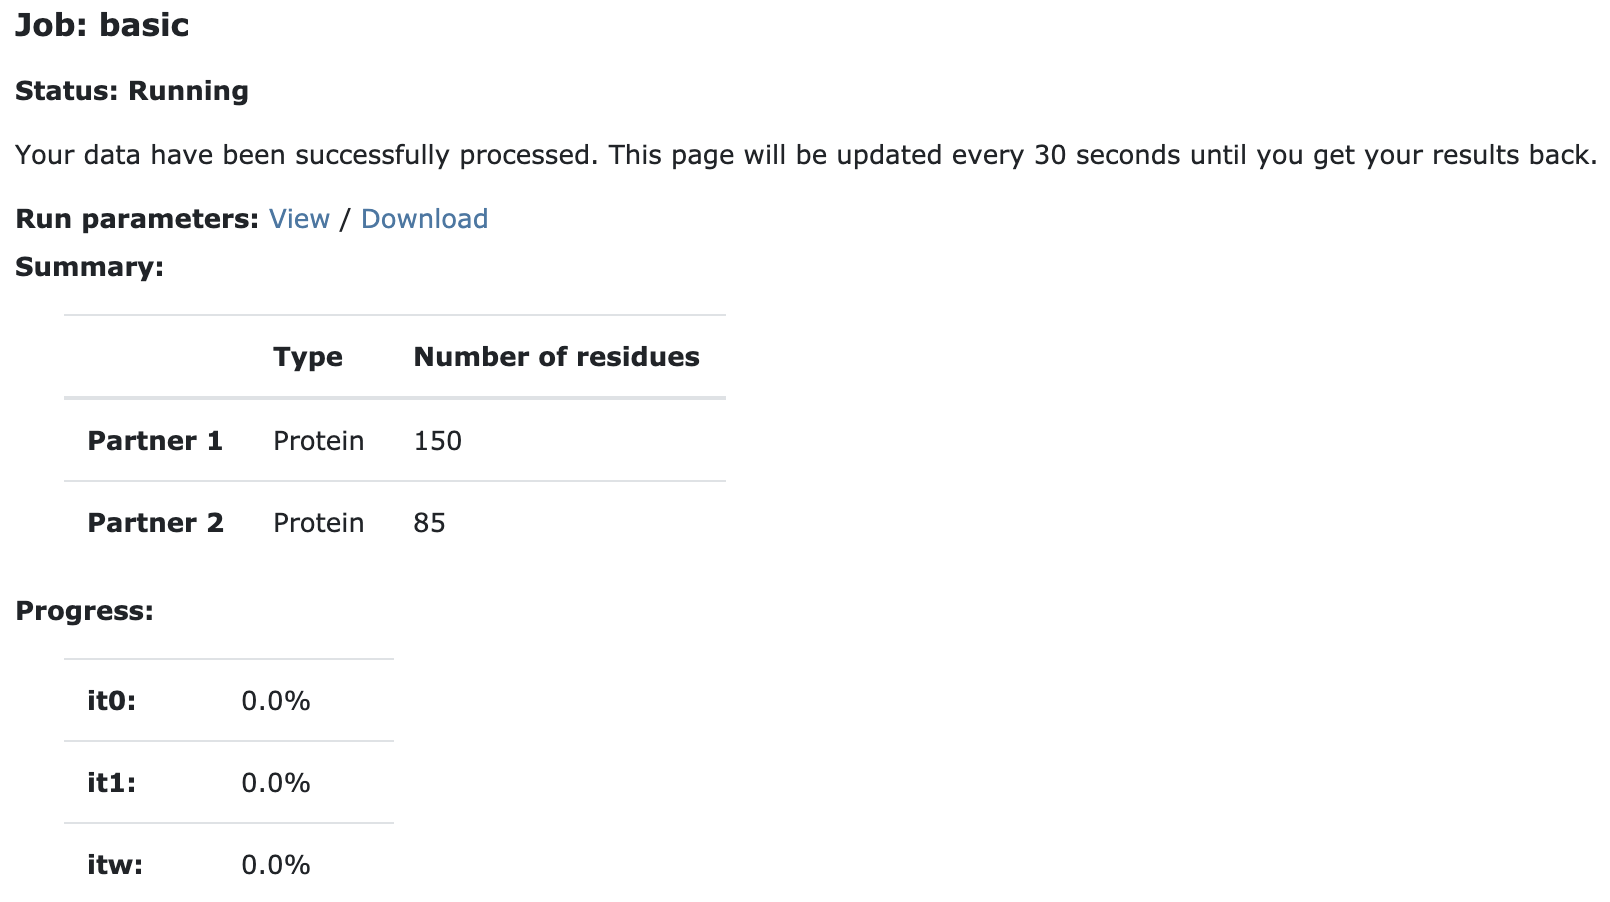 Job: basic
Status: Running
Your data have been successfully processed. This page will be updated every 30 seconds until you get your results back.
Run parameters: View / Download
Summary:
Type Number of residues
Partner 1 Protein 150
Partner 2 Protein 85
Progress:
it0: 0.0%
it1: 0.0%
itw: 0.0%